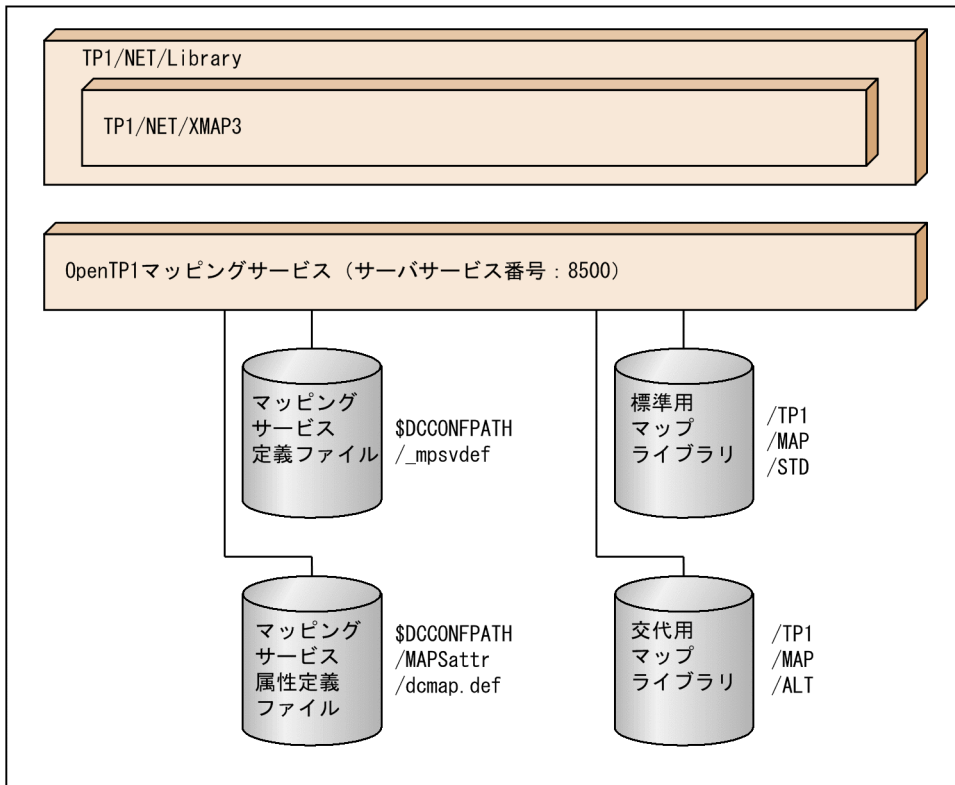 TP1/NET/Library
TP1/NET/XMAP3
OpenTP1マッピングサービス（サーバサービス番号：8500）
マッピング
サービス
定義ファイル
$DCCONFPATH
/_mpsvdef
標準用
マップ
ライブラリ
/TP1
/MAP
/STD
マッピング
サービス
属性定義
ファイル
$DCCONFPATH
/MAPSattr
/dcmap.def
交代用
マップ
ライブラリ
/TP1
/MAP
/ALT